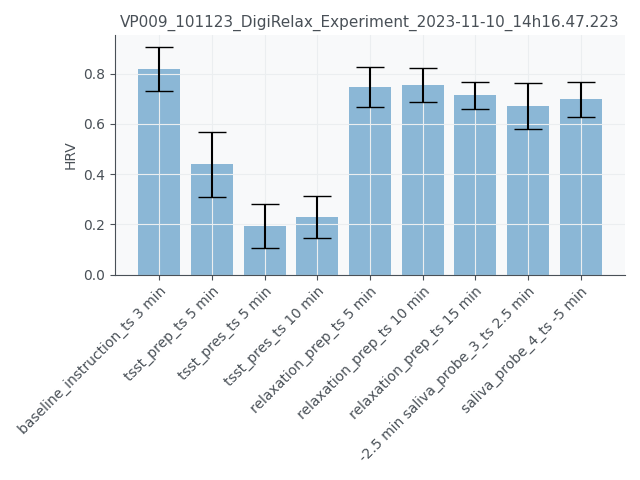 VP009_101123_DigiRelax_Experiment_2023-11-10_14h16.47.223
HRV
0.8
0.6
0.4
0.2
0.0
baseline_instruction_ts 3 min
tsst_prep_ts 5 min
tsst_pres_ts 5 min
tsst_pres_ts 10 min
relaxation_prep_ts 5 min
relaxation_prep_ts 10 min
relaxation_prep_ts 15 min
-2.5 min saliva_probe_3_ts 2.5 min
saliva_probe_4_ts -5 min